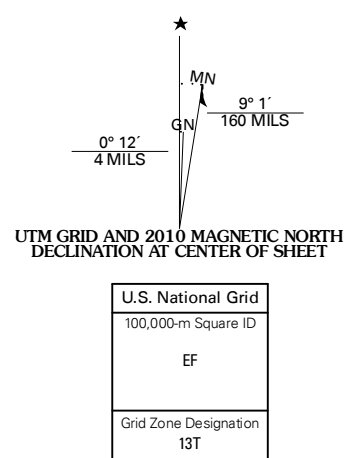 MN
9° 1´
160 MILS
GN
0° 12´
4 MILS
UTM GRID AND 2010 MAGNETIC NORTH
DECLINATION AT CENTER OF SHEET
U.S. National Grid
100,000-m Square ID
EF
Grid Zone Designation
13T